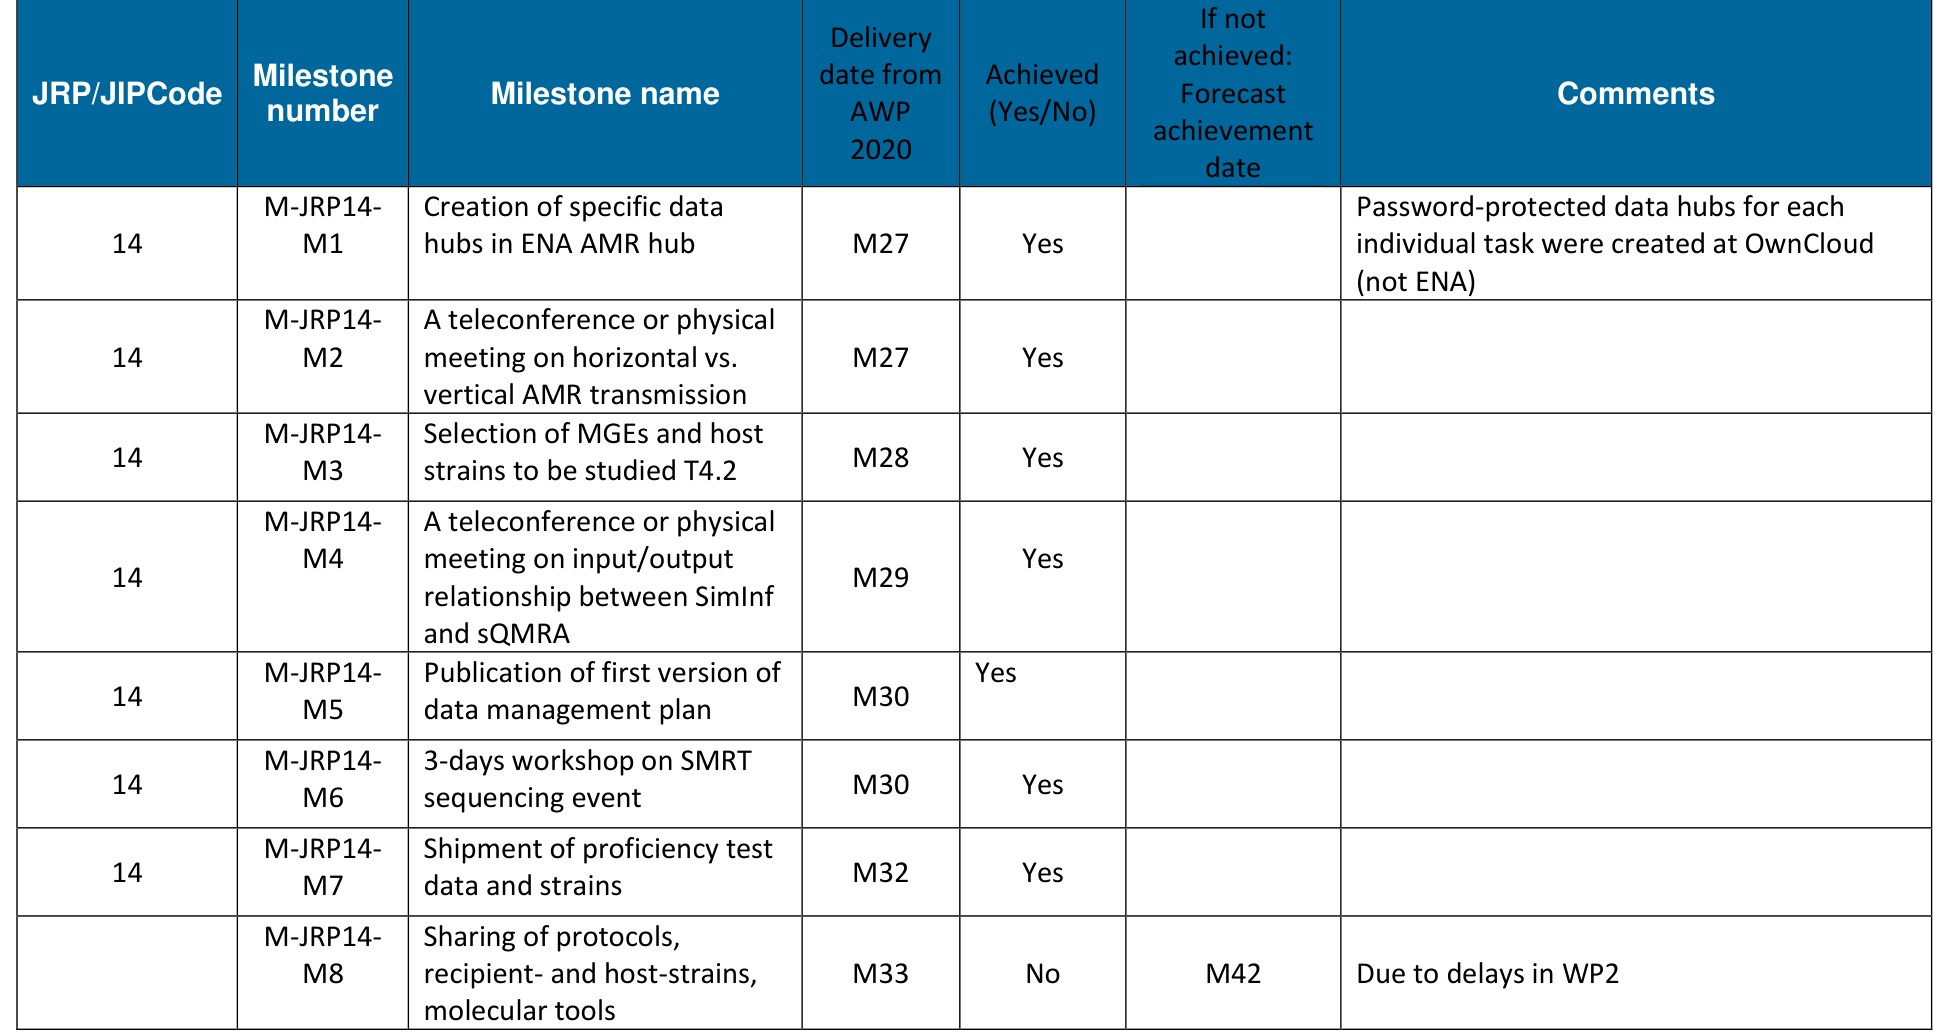 JRP/JIPCode
Milestone
number
Milestone name
Delivery
date from
AWP
2020
Achieved
(Yes/No)
If not
achieved:
Forecast
achievement
date
Comments
14
M-JRP14-
M1
Creation of specific data
hubs in ENA AMR hub
M27
Yes
Password-protected data hubs for each
individual task were created at OwnCloud
(not ENA)
14
M-JRP14-
M2
A teleconference or physical
meeting on horizontal vs.
vertical AMR transmission
M27
Yes
14
M-JRP14-
M3
Selection of MGEs and host
strains to be studied T4.2
M28
Yes
14
M-JRP14-
M4
A teleconference or physical
meeting on input/output
relationship between SimInf
and sQMRA
M29
Yes
14
M-JRP14-
M5
Publication of first version of
data management plan
M30
Yes
14
M-JRP14-
M6
3-days workshop on SMRT
sequencing event
M30
Yes
14
M-JRP14-
M7
Shipment of proficiency test
data and strains
M32
Yes
M-JRP14-
M8
Sharing of protocols,
recipient- and host-strains,
molecular tools
M33
No
M42
Due to delays in WP2